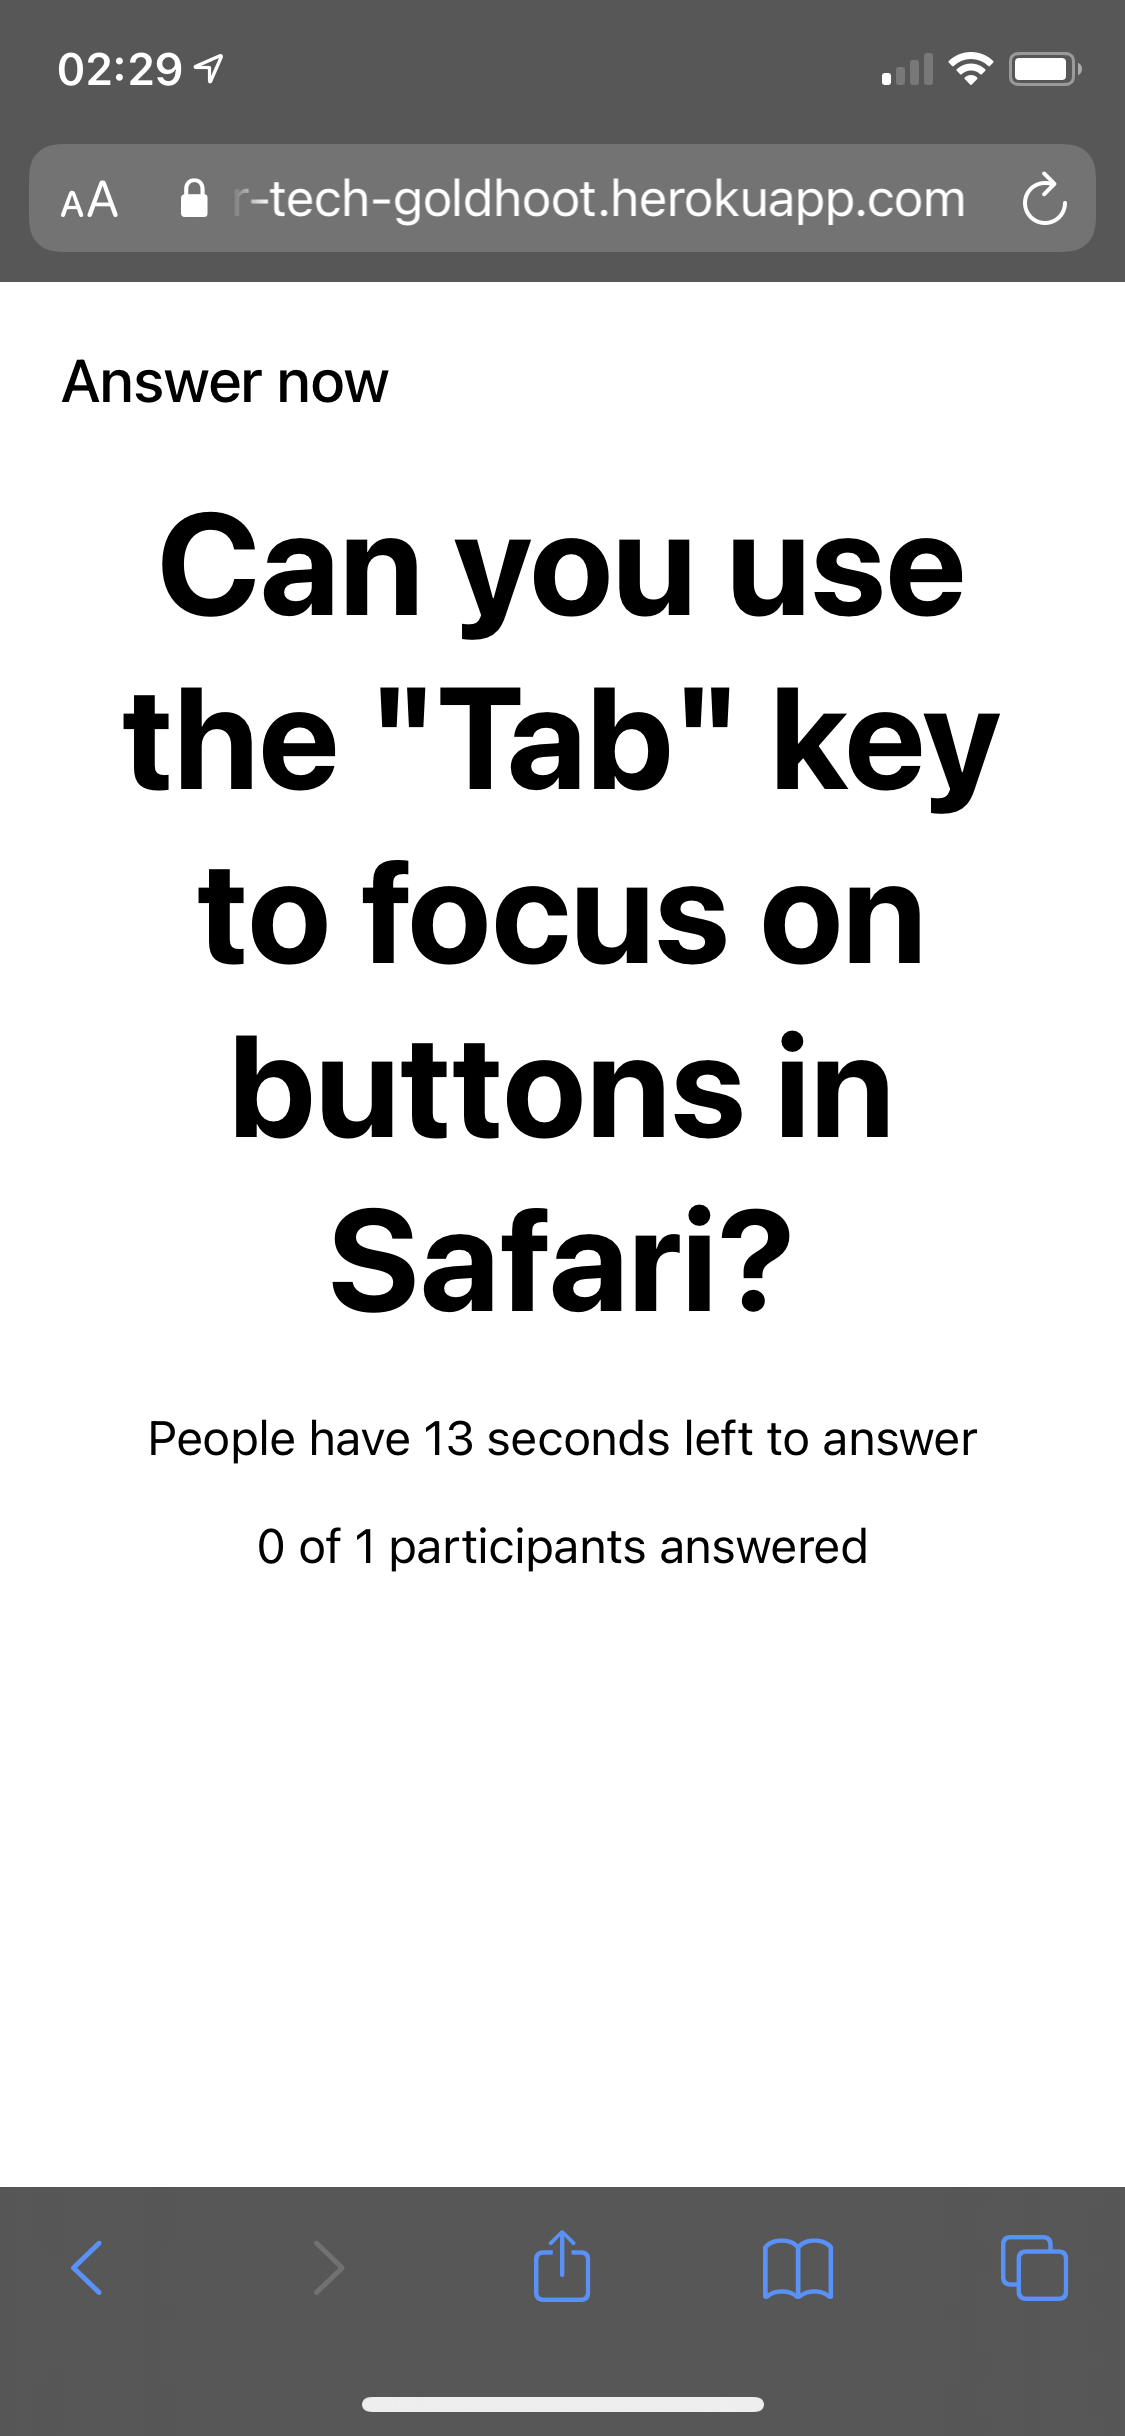 02:29
AA r-tech-goldhoot.herokuapp.com
Answer now
Can you use
the "Tab" key
to focus on
buttons in
Safari?
People have 13 seconds left to answer
0 of 1 participants answered